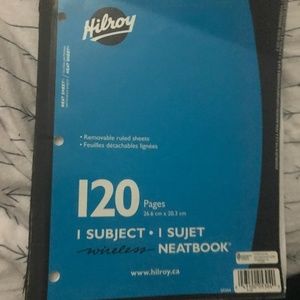 Hilroy
• Removable ruled sheets
• Feuilles détachables lignées
120 Pages
26.6 cm x 20.3 cm
1 SUBJECT • 1 SUJET
wireless NEATBOOK®
www.hilroy.ca